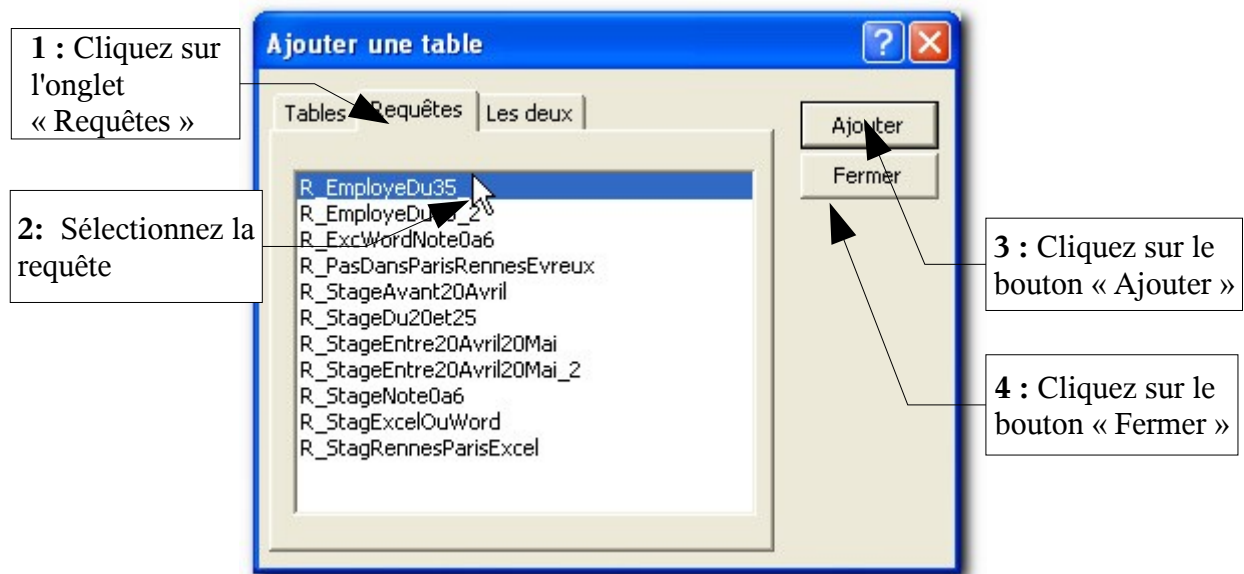 1 : Cliquez sur
l'onglet
« Requêtes »
2: Sélectionnez la
requête
Ajouter une table
Tables
Requêtes
Les deux
R_EmployeDu35
R_EmployeDu35_2
R_ExcWordNote0a6
R_PasDansParisRennesEvreux
R_StageAvant20Avril
R_StageDu20et25
R_StageEntre20Avril20Mai
R_StageEntre20Avril20Mai_2
R_StageNote0a6
R_StagExcelOuWord
R_StagRennesParisExcel
Ajouter
Fermer
3 : Cliquez sur le
bouton « Ajouter »
4 : Cliquez sur le
bouton « Fermer »